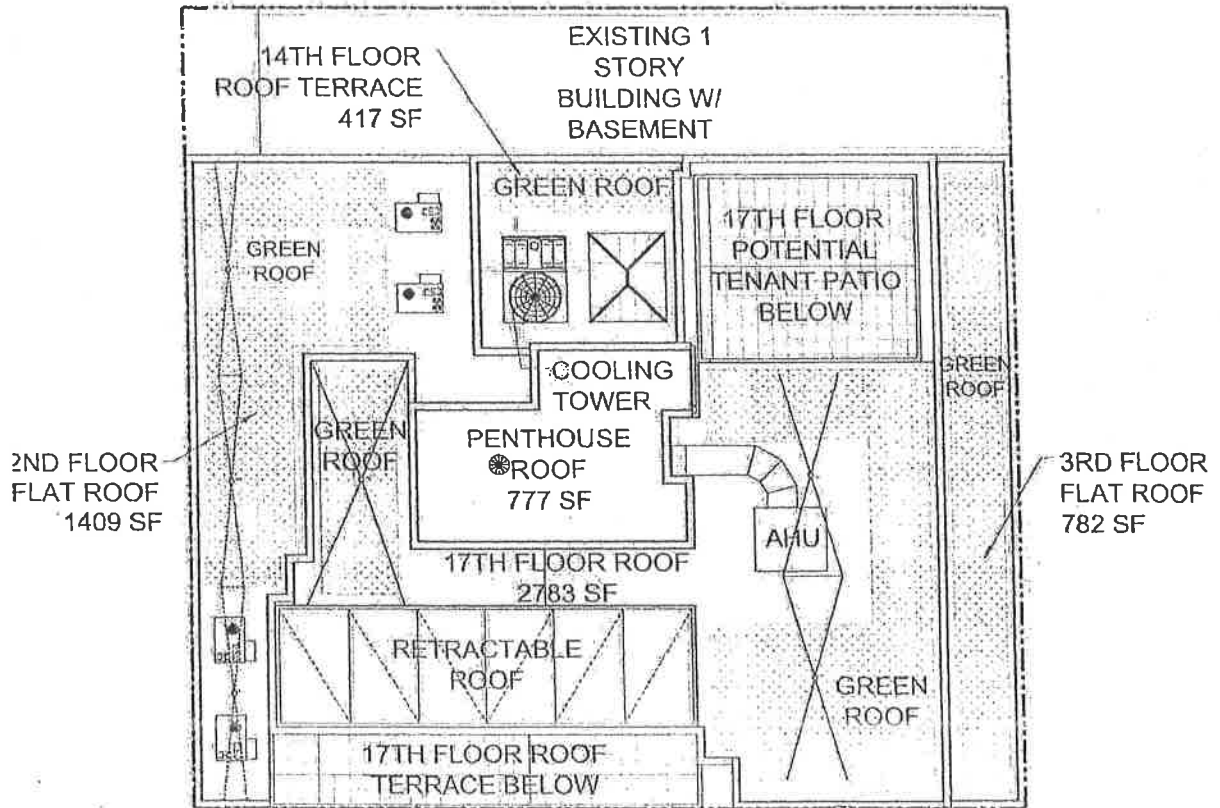 14TH FLOOR
ROOF TERRACE
417 SF
EXISTING 1
STORY
BUILDING W/
BASEMENT
GREEN ROOF
17TH FLOOR
POTENTIAL
TENANT PATIO
BELOW
GREEN
ROOF
GREEN
ROOF
COOLING
TOWER
GREEN
ROOF
PENTHOUSE
ROOF
777 SF
2ND FLOOR
FLAT ROOF
1409 SF
3RD FLOOR
FLAT ROOF
782 SF
AHU
17TH FLOOR ROOF
2783 SF
RETRACTABLE
ROOF
GREEN
ROOF
17TH FLOOR ROOF
TERRACE BELOW